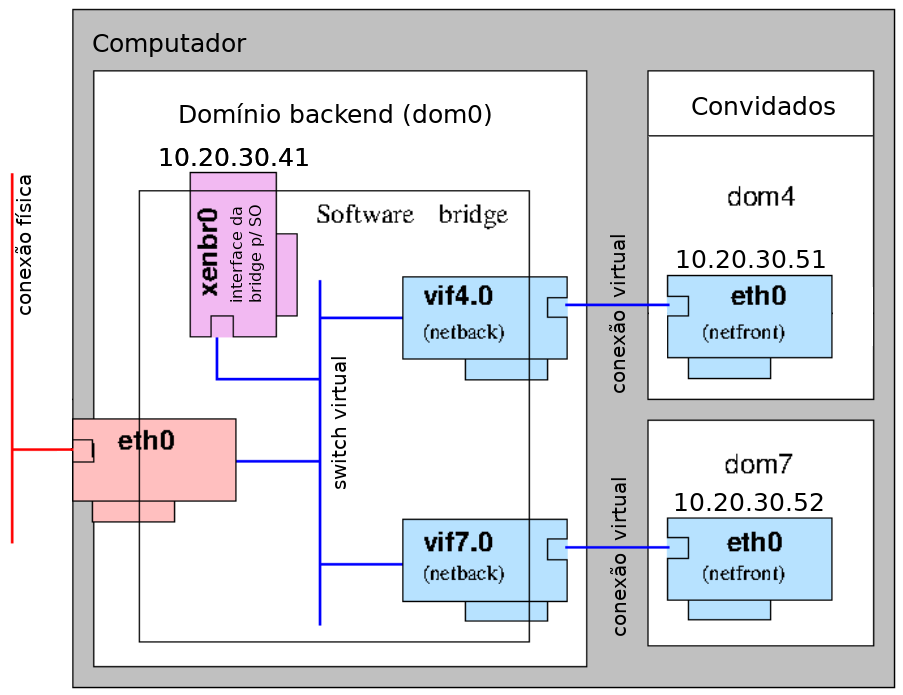 Computador
Domínio backend (dom0)
10.20.30.41
xenbr0
interface da
bridge p/ SO
Software bridge
conexão física
eth0
switch virtual
vif4.0
(netback)
vif7.0
(netback)
conexão virtual
conexão virtual
Convidados
dom4
10.20.30.51
eth0
(netfront)
dom7
10.20.30.52
eth0
(netfront)